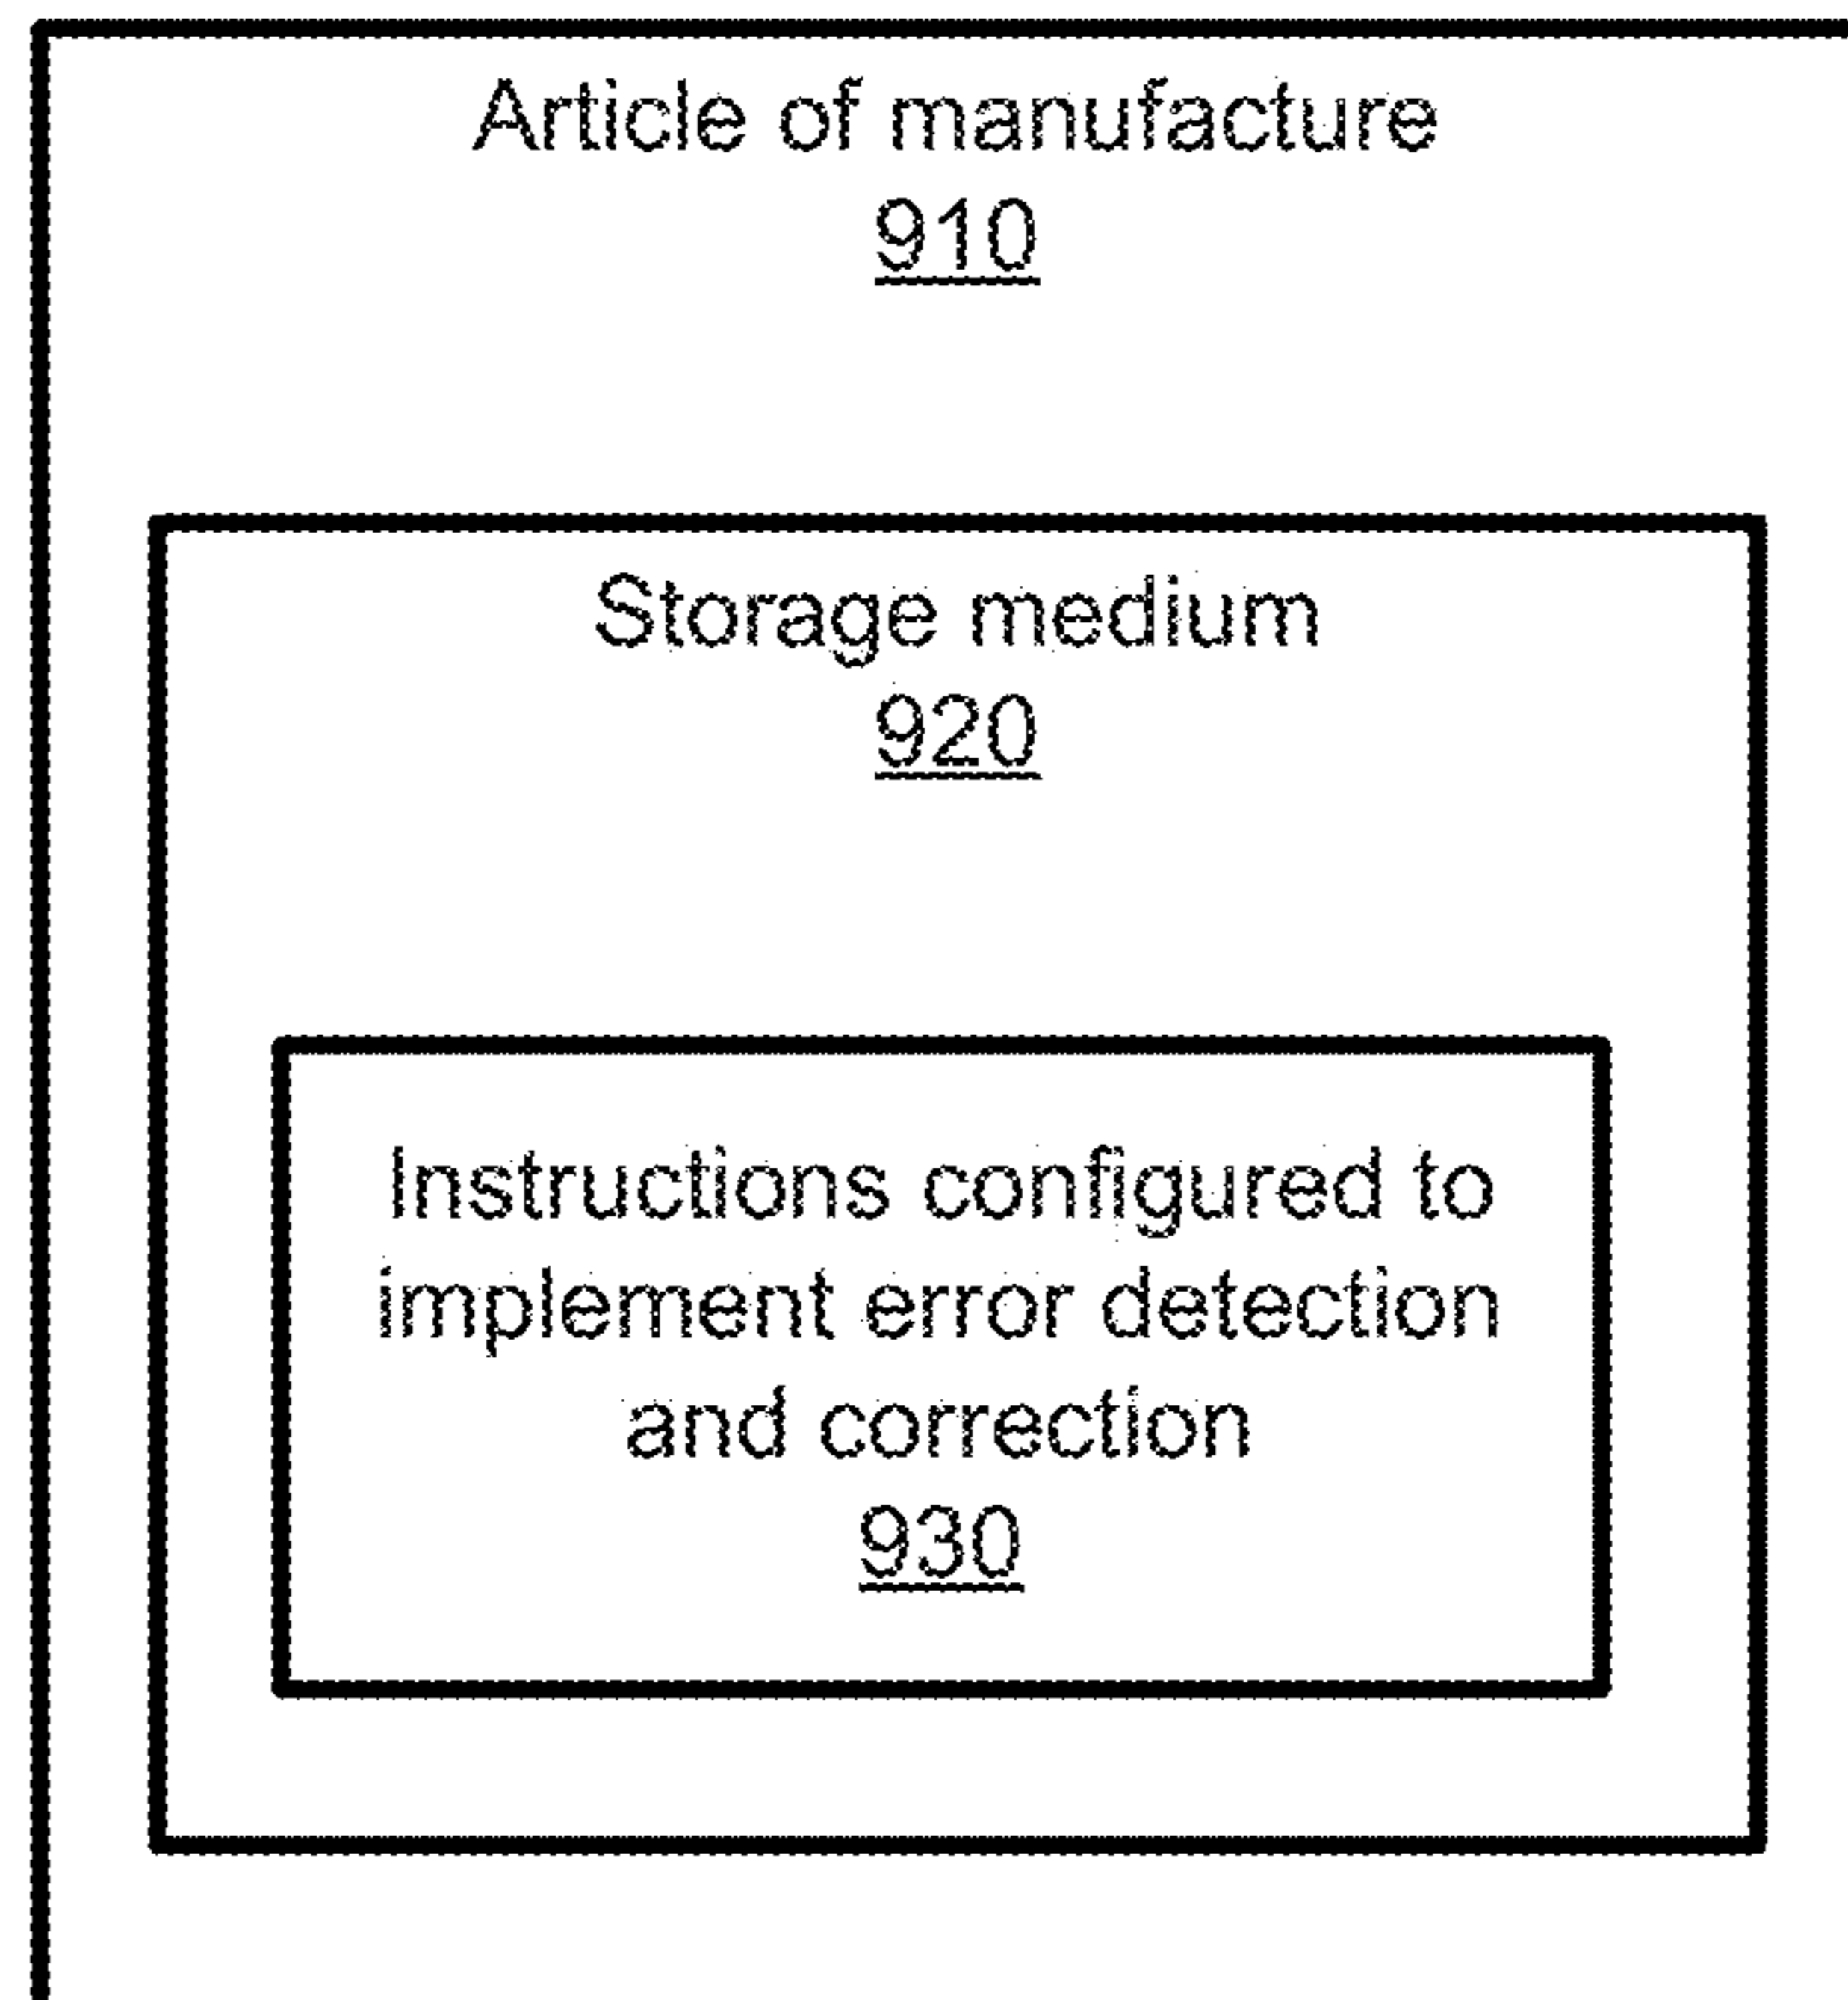 Article of manufacture
910
Storage medium
920
Instructions configured to
implement error detection
and correction
930